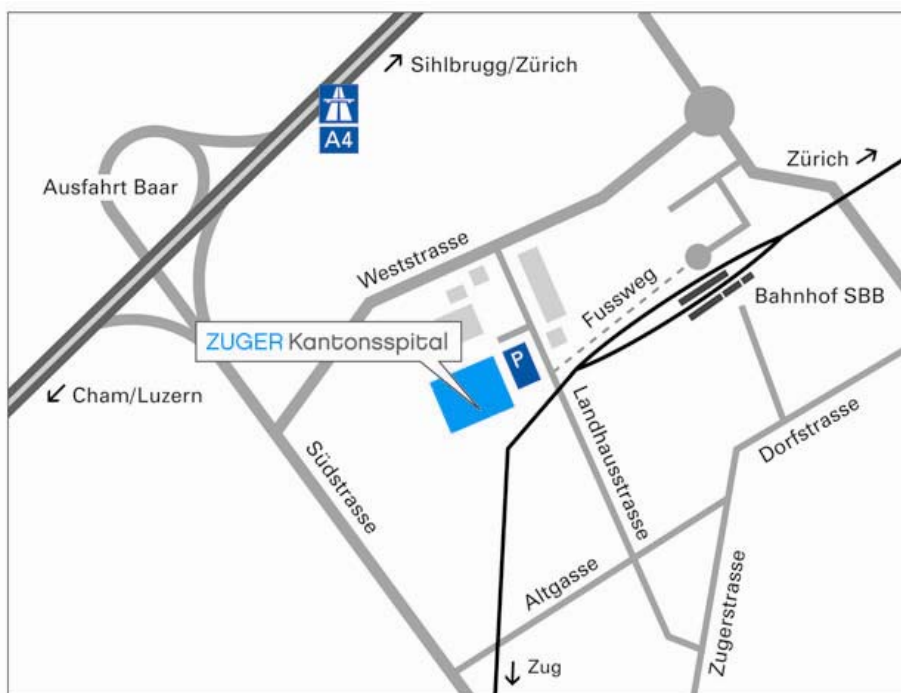 Sihlbrugg/Zürich
A4
Zürich
Ausfahrt Baar
Weststrasse
Fussweg
Bahnhof SBB
ZUGER Kantonsspital
P
Cham/Luzern
Landhausstrasse
Dorfstrasse
Südstrasse
Altgasse
Zugerstrasse
Zug